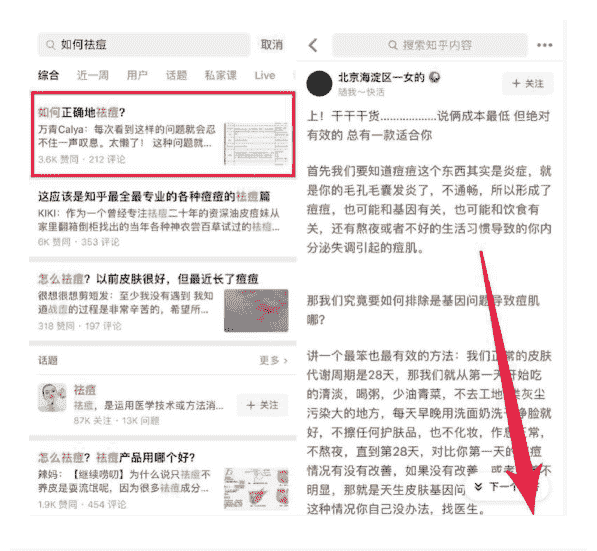 如何祛痘
取消
综合
近一周
用户
话题
私家课
Live
如何正确地祛痘?
万青Calya:每次看到这样的问题就会忍
不住一声叹息。太懒了! 这种问题就...
3.6K 赞同 · 212 评论
这应该是知乎最全最专业的各种痘痘的祛痘篇
KIKI:作为一个曾经专注祛痘二十年的资深油皮痘妹从
家里翻箱倒柜找出的当年各种神衣尝百草试过的祛痘...
6K 赞同 · 353 评论
怎么祛痘?以前皮肤很好,但最近长了痘痘
很想很想剪短发:至少我没有遇到 我知
道战痘的过程是非常辛苦的,希望所...
318 赞同 · 197 评论
话题
更多 >
祛痘
祛痘,是运用医学技术或方法消...
87K 关注 · 13K 问题
+ 关注
怎么祛痘?祛痘产品用哪个好?
辣妈:【继续唠叨】为什么说只祛痘不
养皮是耍流氓呢,因为很多祛痘成分...
1.9K 赞同 · 454 评论
搜索知乎内容
北京海淀区一女的
随我~快活
+ 关注
上!干干干货..................说俩成本最低 但绝对
有效的 总有一款适合你
首先我们要知道痘痘这个东西其实是炎症,就
是你的毛孔毛囊发炎了,不通畅,所以形成了
痘痘,也可能和基因有关,也可能和饮食有
关,还有熬夜或者不好的生活习惯导致的你内
分泌失调引起的痘肌。
那我们究竟要如何排除是基因问题导致痘肌
哪?
讲一个最笨也最有效的方法:我们正常的皮肤
代谢周期是28天,那我们就从第一天开始吃
的清淡,喝粥,少油青菜,不去工地 灰尘
污染大的地方,每天早晚用洗面奶洗 净脸就
好,不擦任何护肤品,也不化妆,作息正常,
不熬夜,直到第28天,对比你第一天的 痘
情况有没有改善,如果没有改善 或者 不
明显,那就是天生皮肤基因问
下一个
这种情况你自己没办法,找医生。